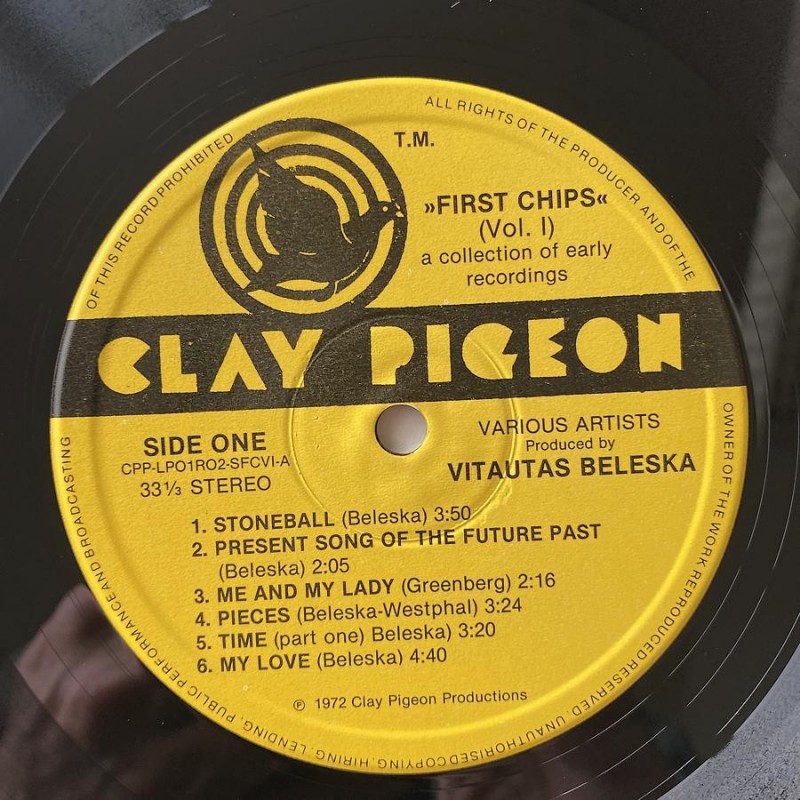 T.M.
»FIRST CHIPS«
(Vol. I)
a collection of early
recordings
CLAY PIGEON
SIDE ONE
CPP-LPO1RO2-SFCVI-A
33⅓ STEREO
VARIOUS ARTISTS
Produced by
VITAUTAS BELESKA
1. STONEBALL (Beleska) 3:50
2. PRESENT SONG OF THE FUTURE PAST
(Beleska) 2:05
3. ME AND MY LADY (Greenberg) 2:16
4. PIECES (Beleska-Westphal) 3:24
5. TIME (part one) Beleska) 3:20
6. MY LOVE (Beleska) 4:40
℗ 1972 Clay Pigeon Productions
ALL RIGHTS OF THE PRODUCER AND OF THE OWNER OF THE WORK REPRODUCED RESERVED. UNAUTHORISED COPYING, HIRING, LENDING, PUBLIC PERFORMANCE AND BROADCASTING OF THIS RECORD PROHIBITED